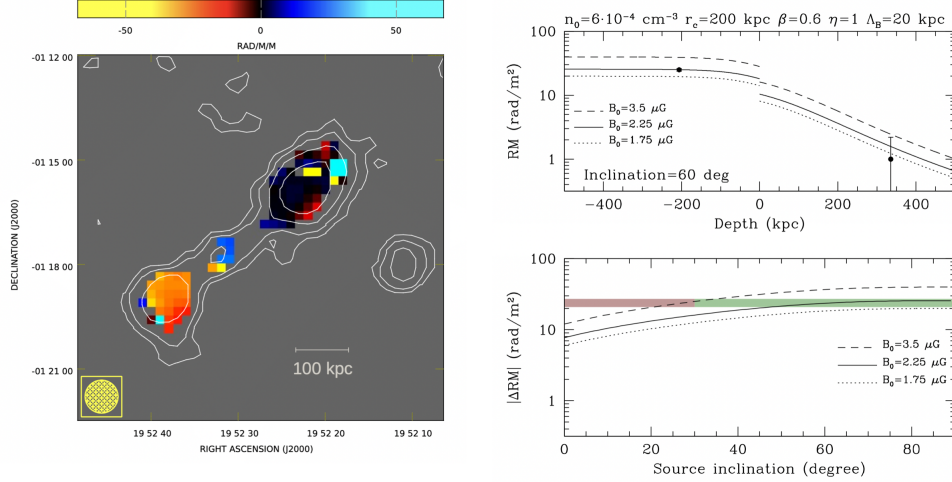 -50 0 50
RAD/M/M
-01 12 00
-01 15 00
-01 18 00
-01 21 00
DECLINATION (J2000)
100 kpc
19 52 40 19 52 30 19 52 20 19 52 10
RIGHT ASCENSION (J2000)
n₀=6·10⁻⁴ cm⁻³ r_c=200 kpc β=0.6 η=1 Λ_B=20 kpc
100
10
1
RM (rad/m²)
B₀=3.5 μG
B₀=2.25 μG
B₀=1.75 μG
Inclination=60 deg
-400 -200 0 200 400
Depth (kpc)
100
10
1
|ΔRM| (rad/m²)
B₀=3.5 μG
B₀=2.25 μG
B₀=1.75 μG
0 20 40 60 80
Source inclination (degree)